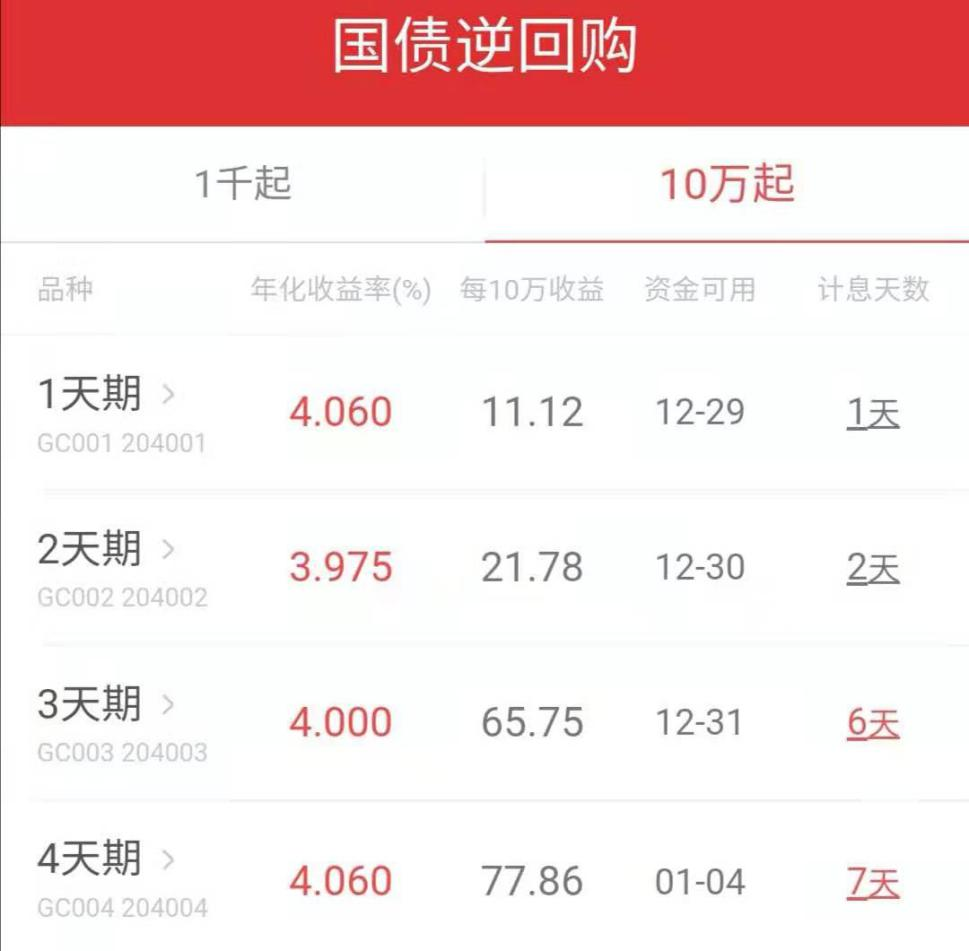 国债逆回购
1千起 10万起
品种 年化收益率(%) 每10万收益 资金可用 计息天数
1天期 4.060 11.12 12-29 1天
GC001 204001
2天期 3.975 21.78 12-30 2天
GC002 204002
3天期 4.000 65.75 12-31 6天
GC003 204003
4天期 4.060 77.86 01-04 7天
GC004 204004